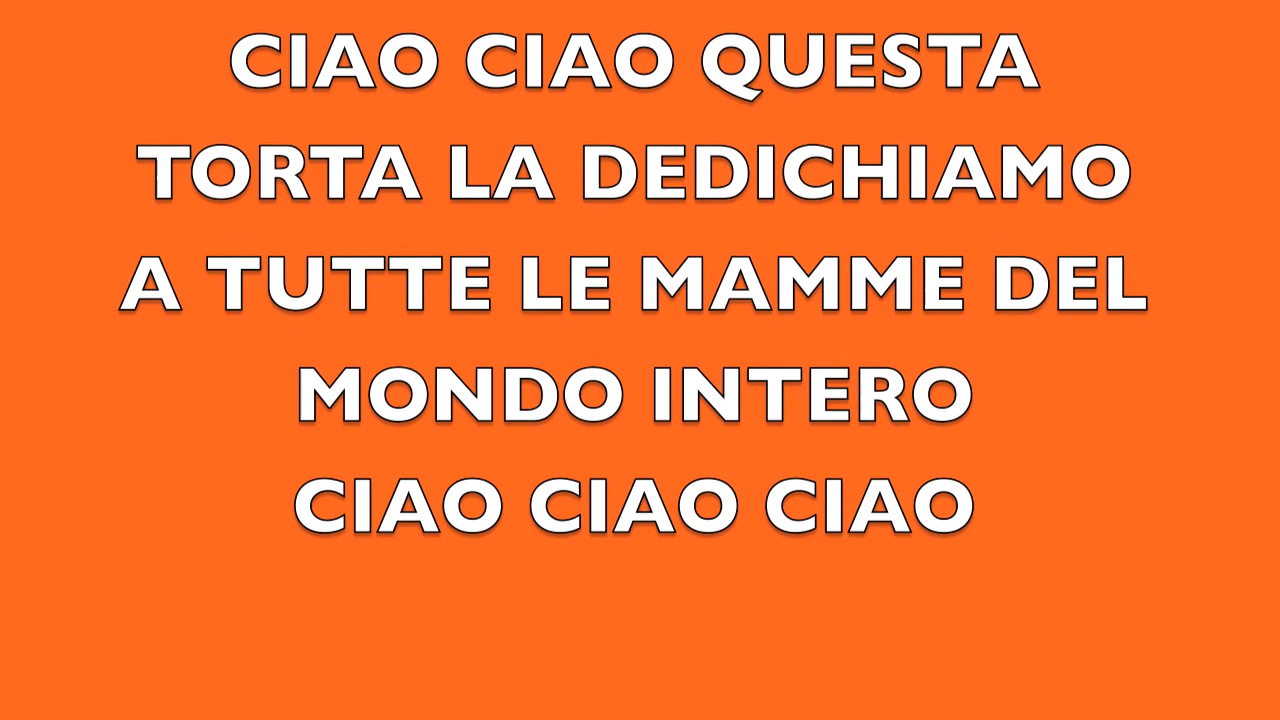 CIAO CIAO QUESTA
TORTA LA DEDICHIAMO
A TUTTE LE MAMME DEL
MONDO INTERO
CIAO CIAO CIAO